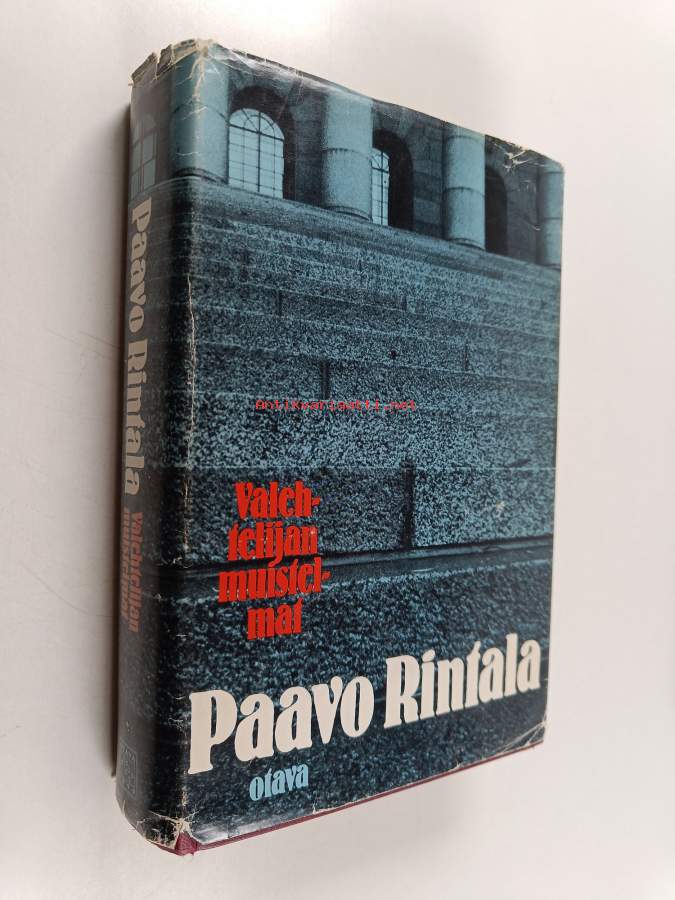 Paavo Rintala
Valehtelijan
muistelmat
Antikvariaatti.net
Valeh-
telijan
muistel-
mat
Paavo Rintala
otava